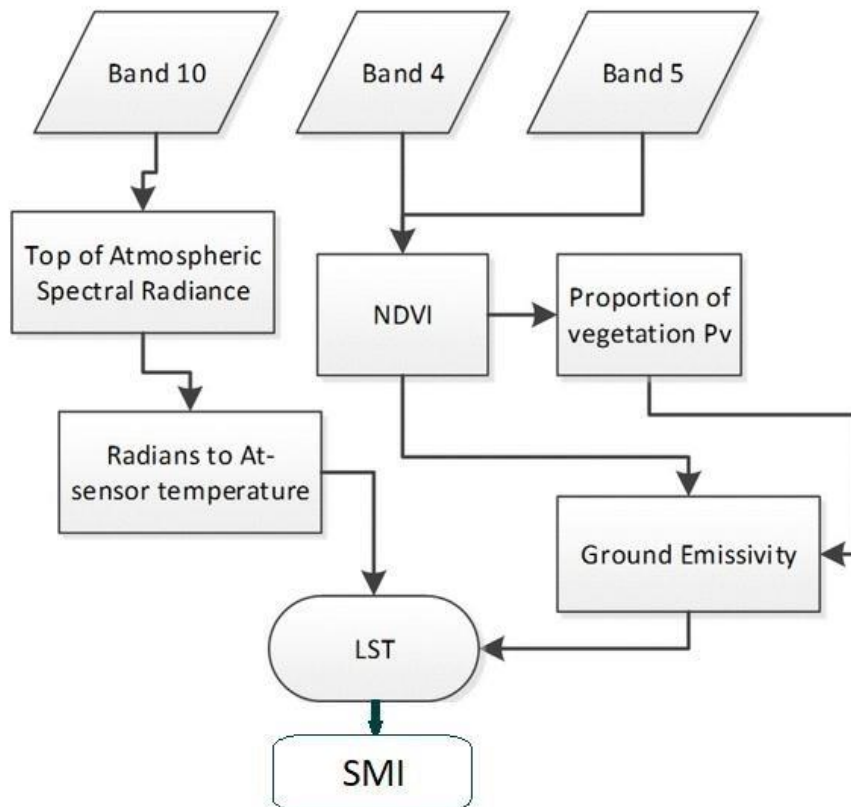 Band 10
Band 4
Band 5
Top of Atmospheric
Spectral Radiance
NDVI
Proportion of
vegetation Pv
Radians to At-
sensor temperature
Ground Emissivity
LST
SMI